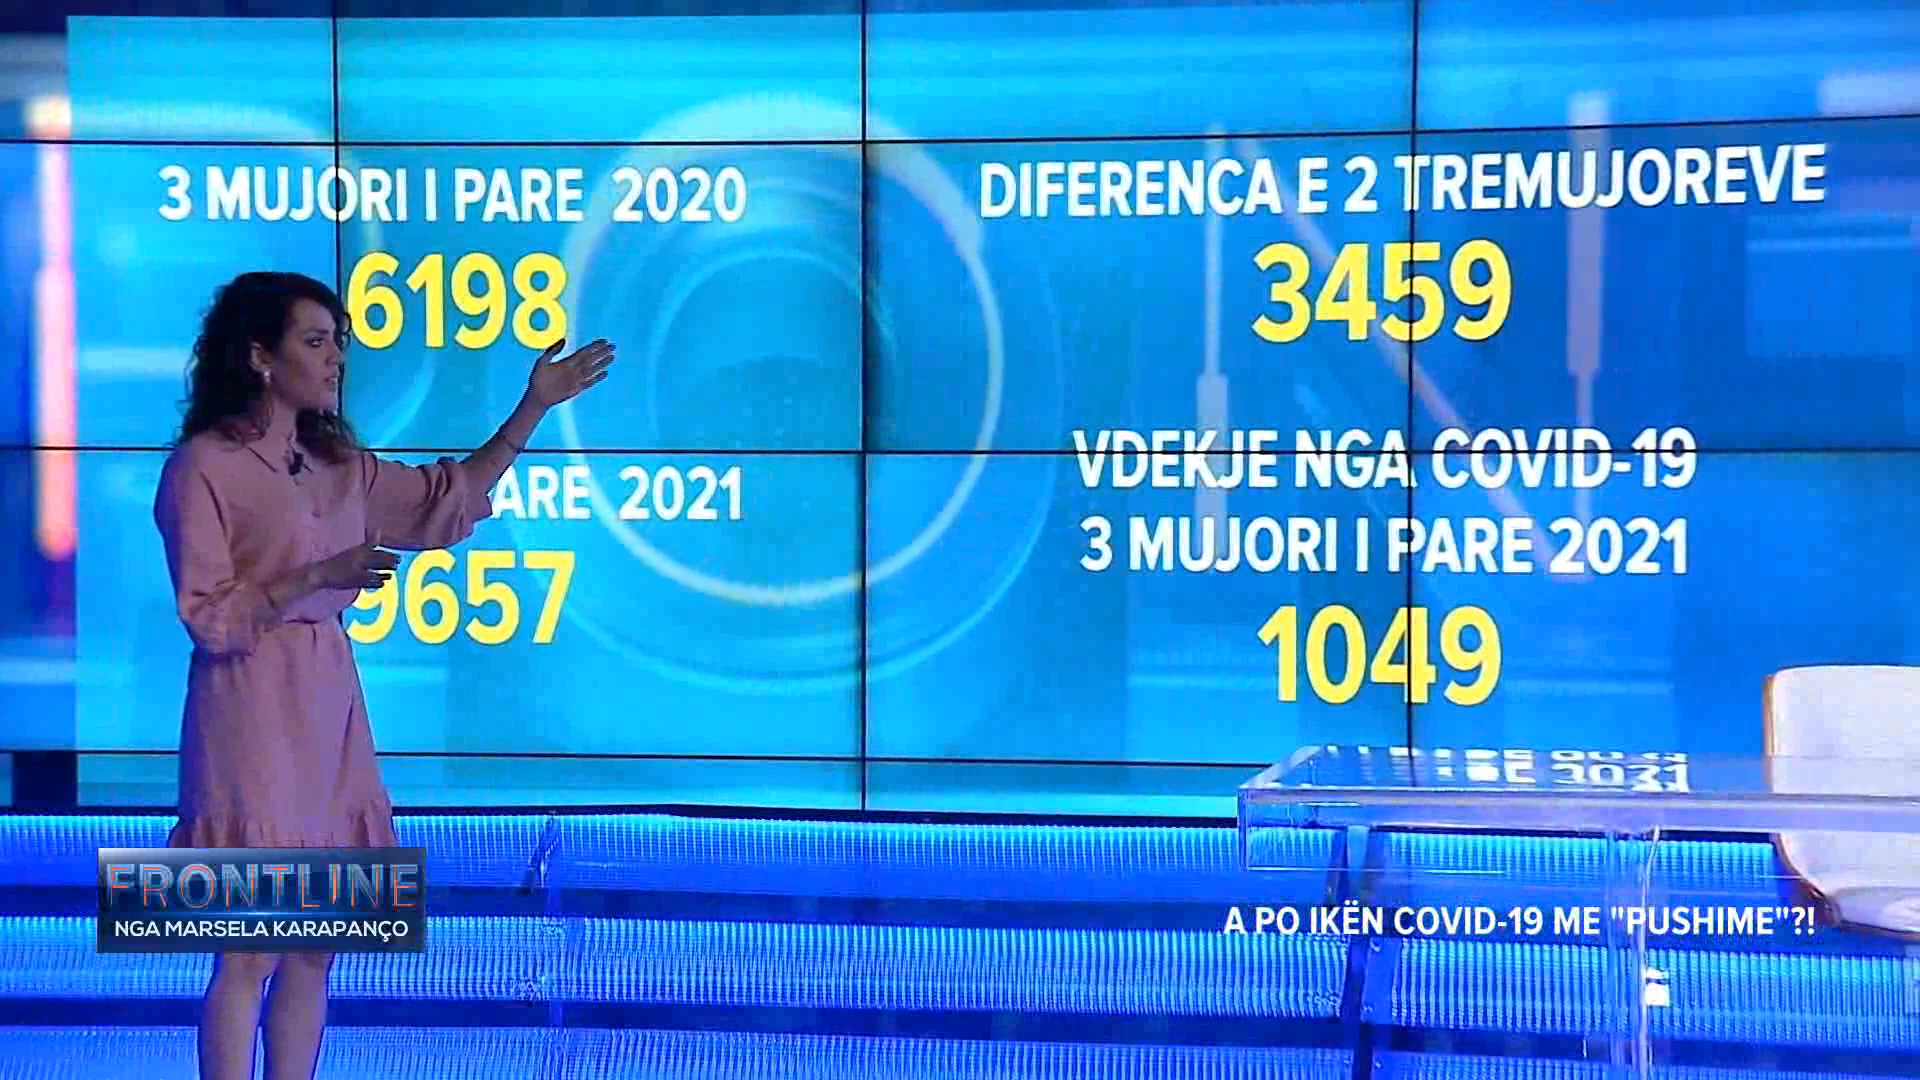 3 MUJORI I PARE 2020
6198
ARE 2021
9657
DIFERENCA E 2 TREMUJOREVE
3459
VDEKJE NGA COVID-19
3 MUJORI I PARE 2021
1049
FRONTLINE
NGA MARSELA KARAPANÇO
A PO IKËN COVID-19 ME "PUSHIME"?!